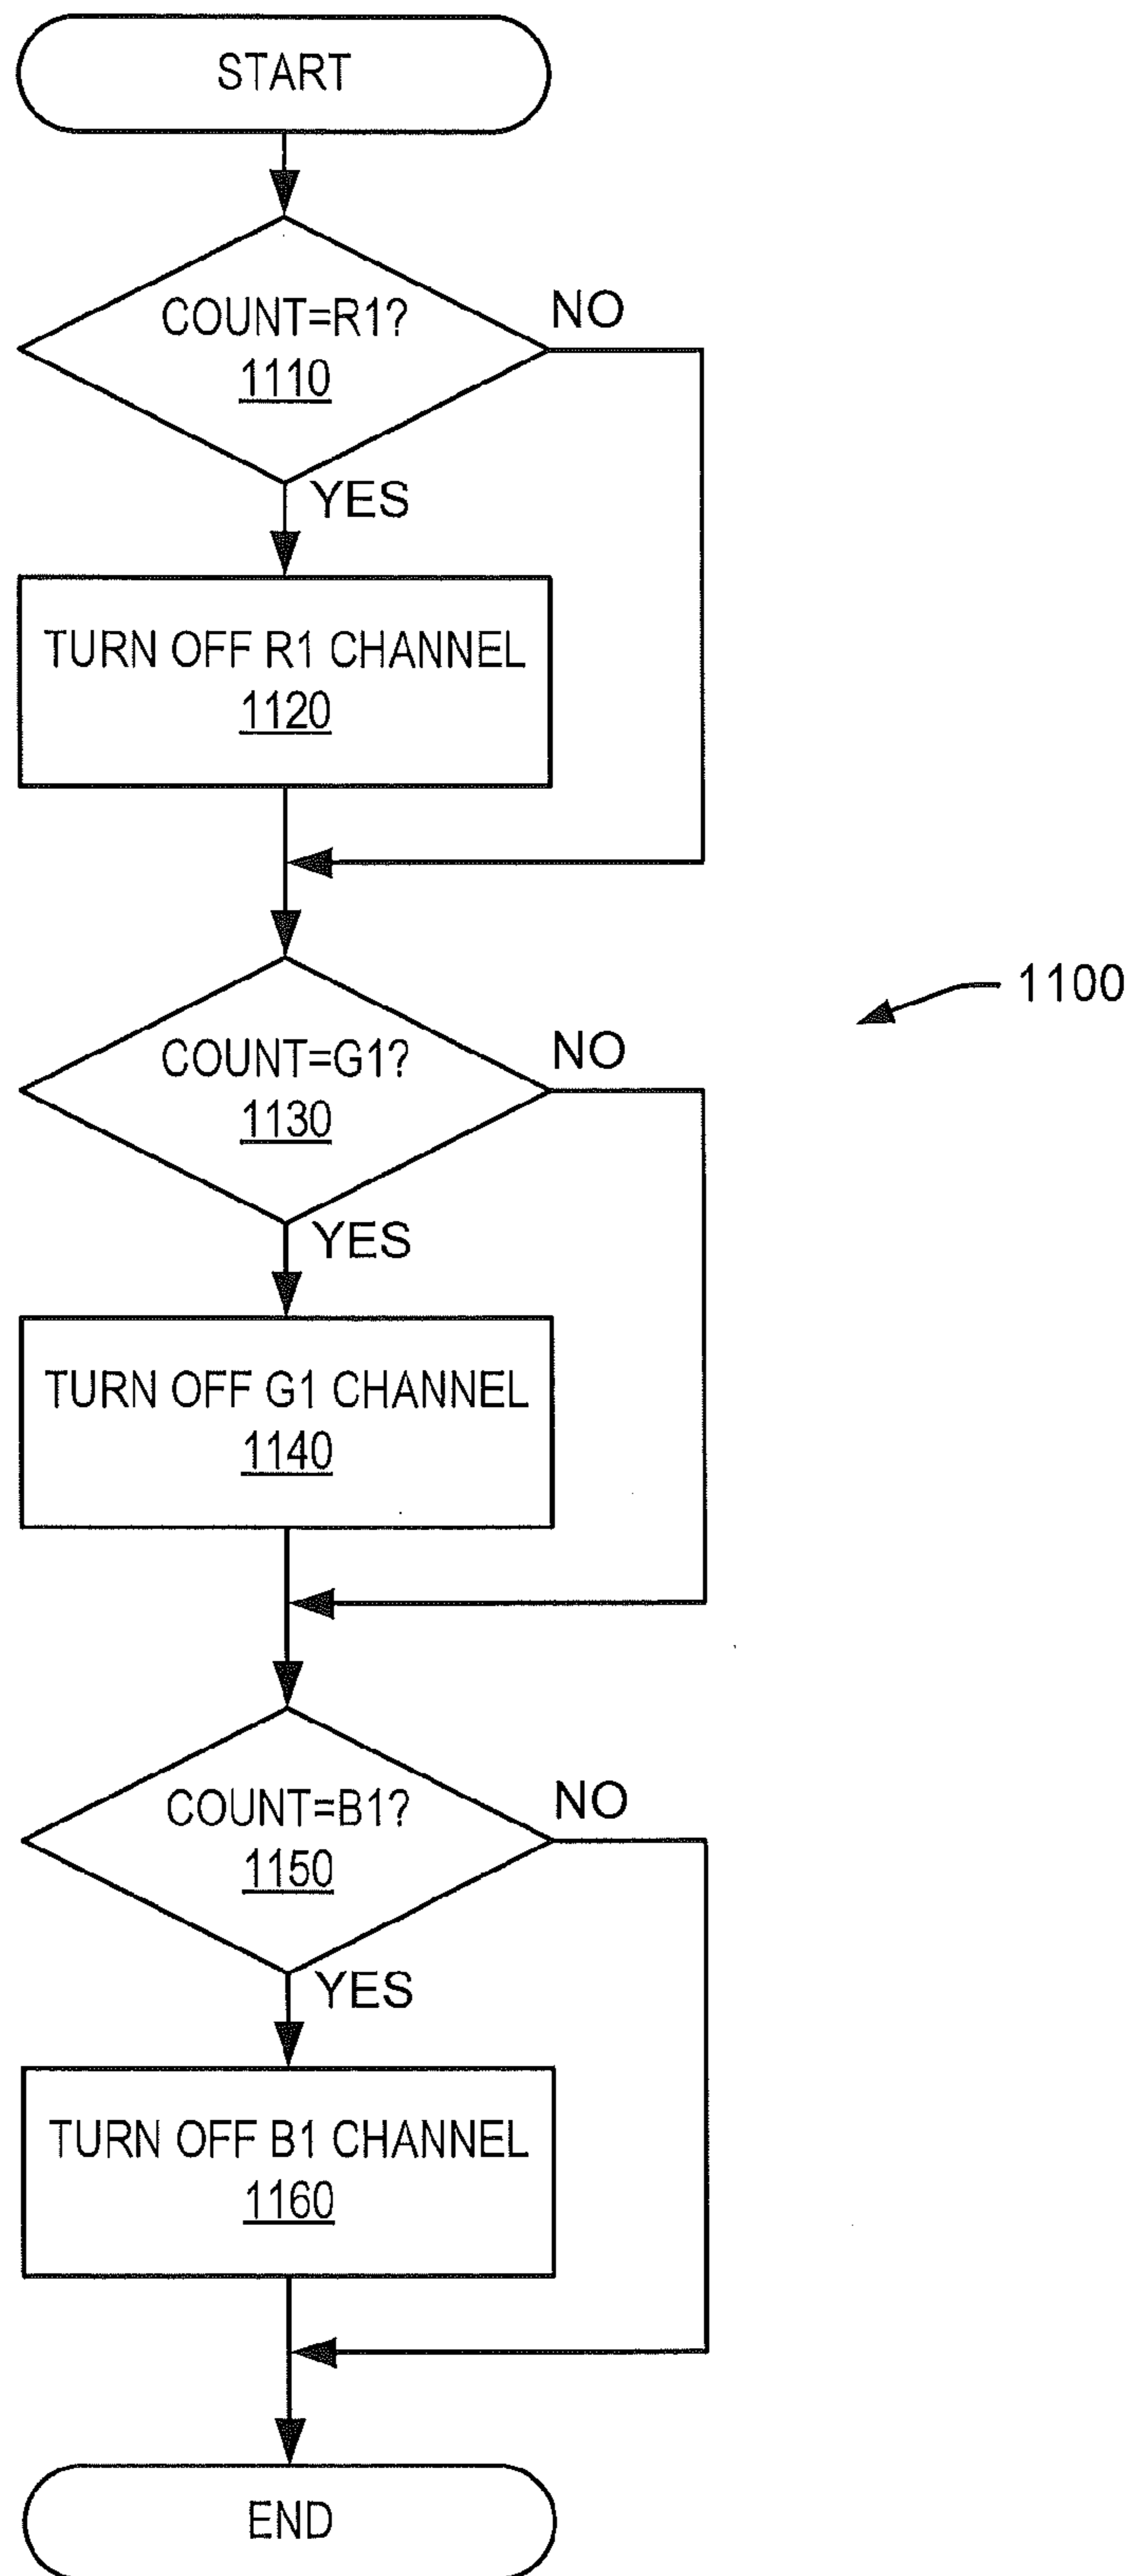 START
COUNT=R1?
NO
1110
YES
TURN OFF R1 CHANNEL
1120
1100
COUNT=G1?
NO
1130
YES
TURN OFF G1 CHANNEL
1140
COUNT=B1?
NO
1150
YES
TURN OFF B1 CHANNEL
1160
END